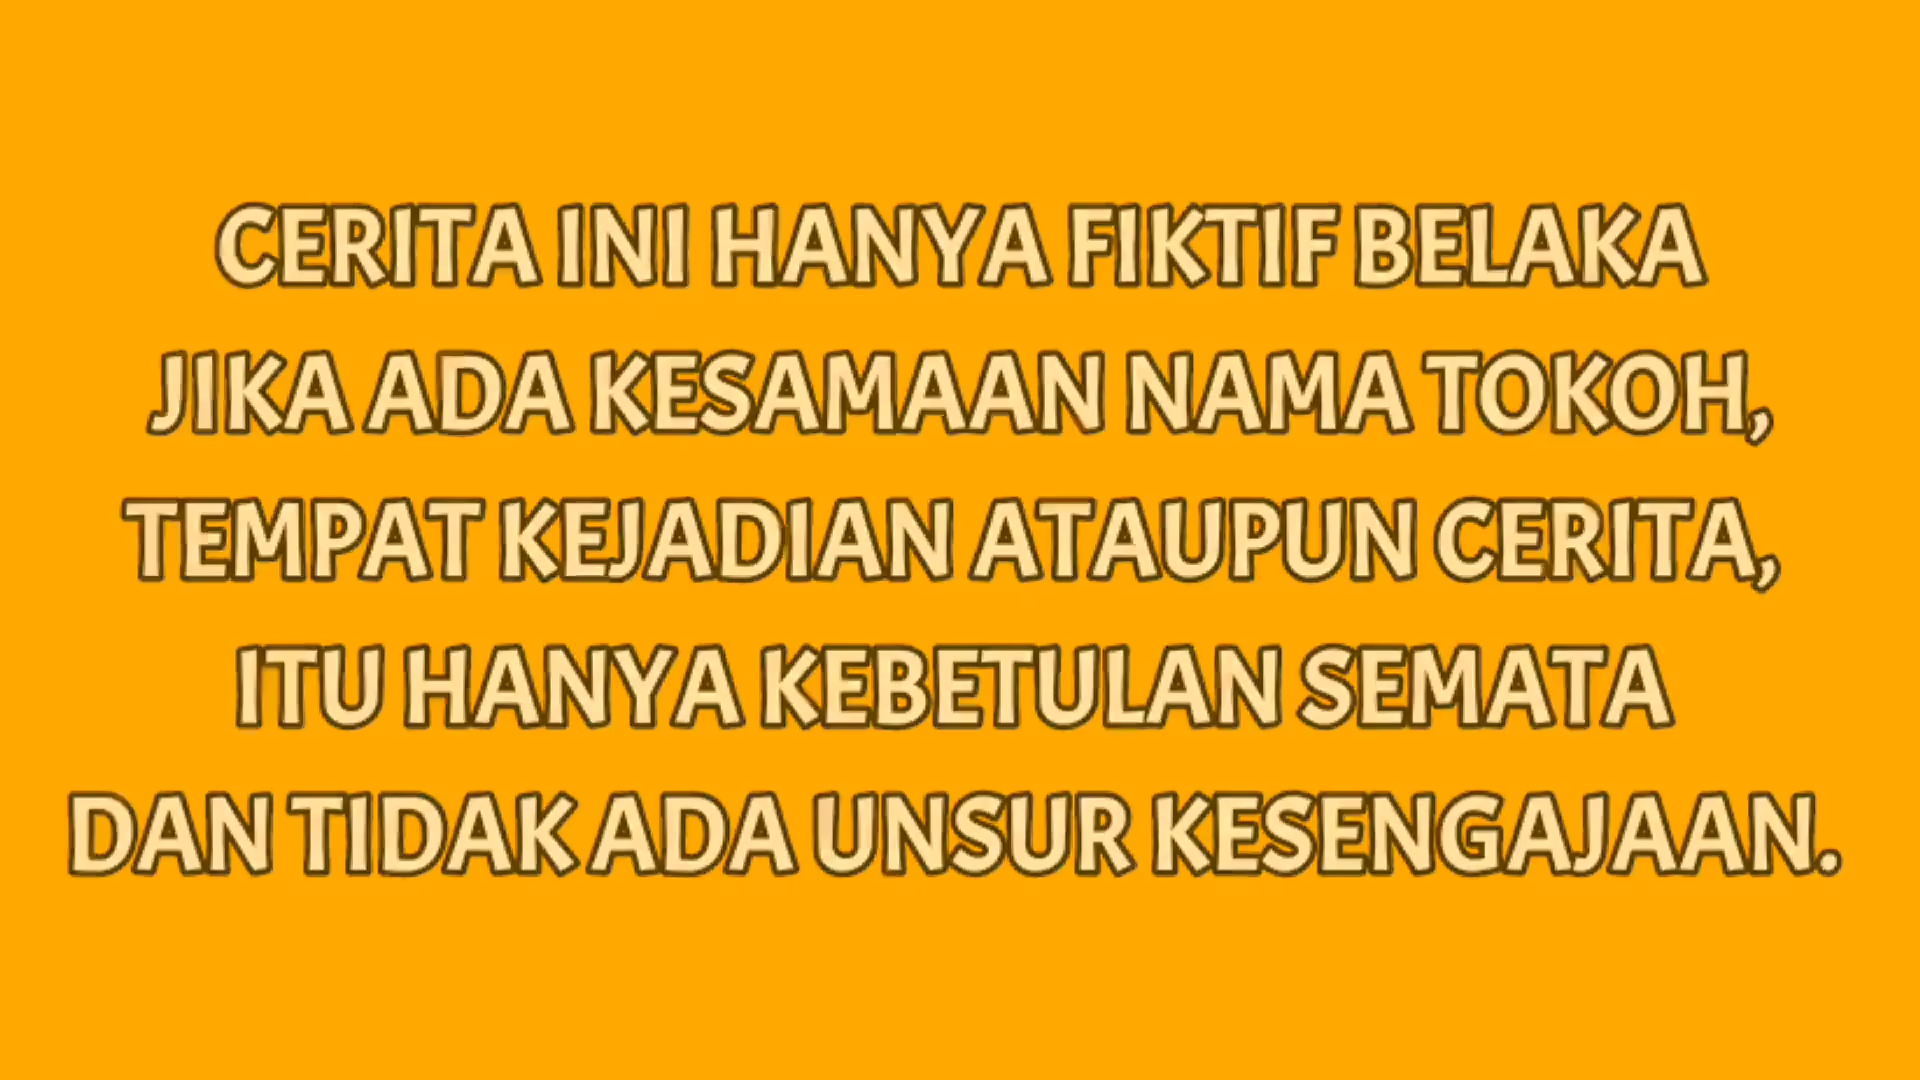 CERITA INI HANYA FIKTIF BELAKA
JIKA ADA KESAMAAN NAMA TOKOH,
TEMPAT KEJADIAN ATAUPUN CERITA,
ITU HANYA KEBETULAN SEMATA
DAN TIDAK ADA UNSUR KESENGAJAAN.